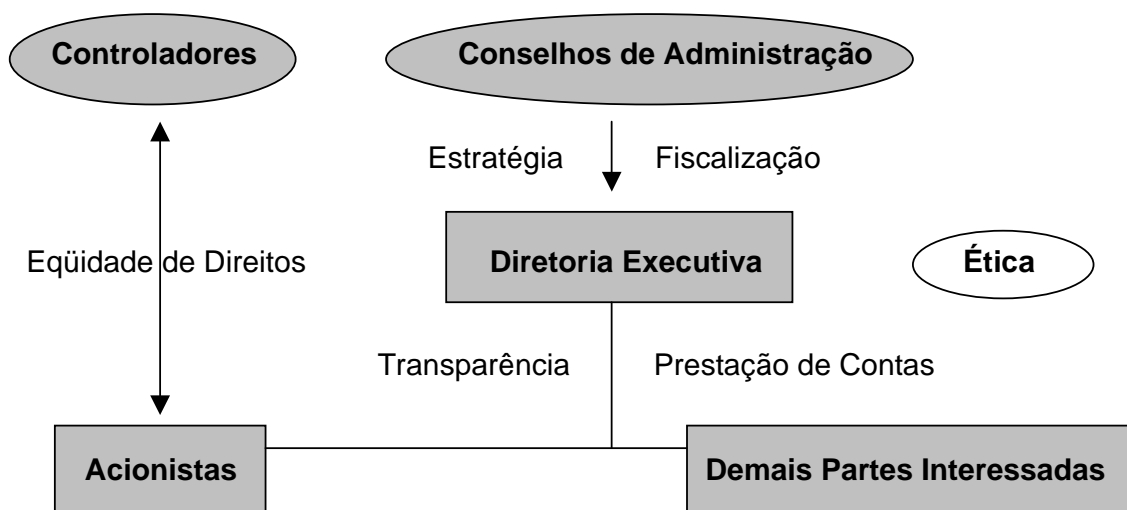 Controladores
Conselhos de Administração
Estratégia
Fiscalização
Eqüidade de Direitos
Diretoria Executiva
Ética
Transparência
Prestação de Contas
Acionistas
Demais Partes Interessadas